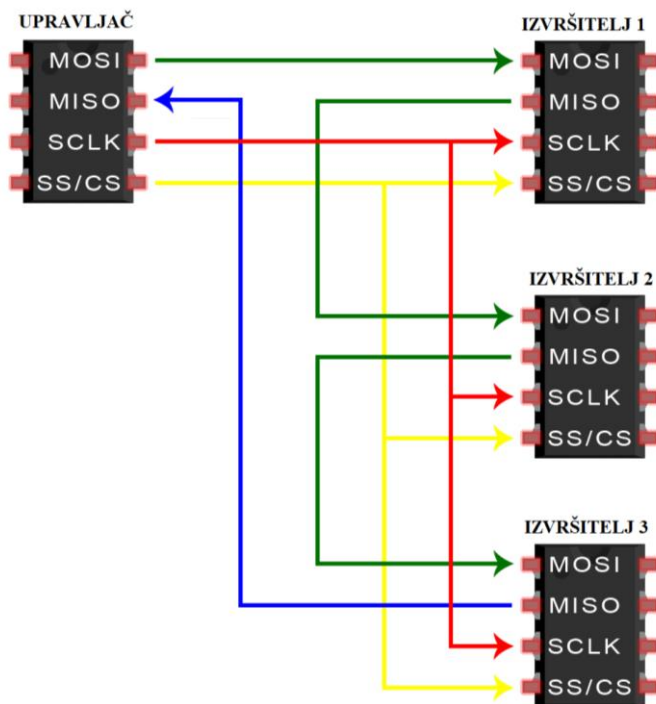 UPRAVLJAČ
MOSI
MISO
SCLK
SS/CS
IZVRŠITELJ 1
MOSI
MISO
SCLK
SS/CS
IZVRŠITELJ 2
MOSI
MISO
SCLK
SS/CS
IZVRŠITELJ 3
MOSI
MISO
SCLK
SS/CS